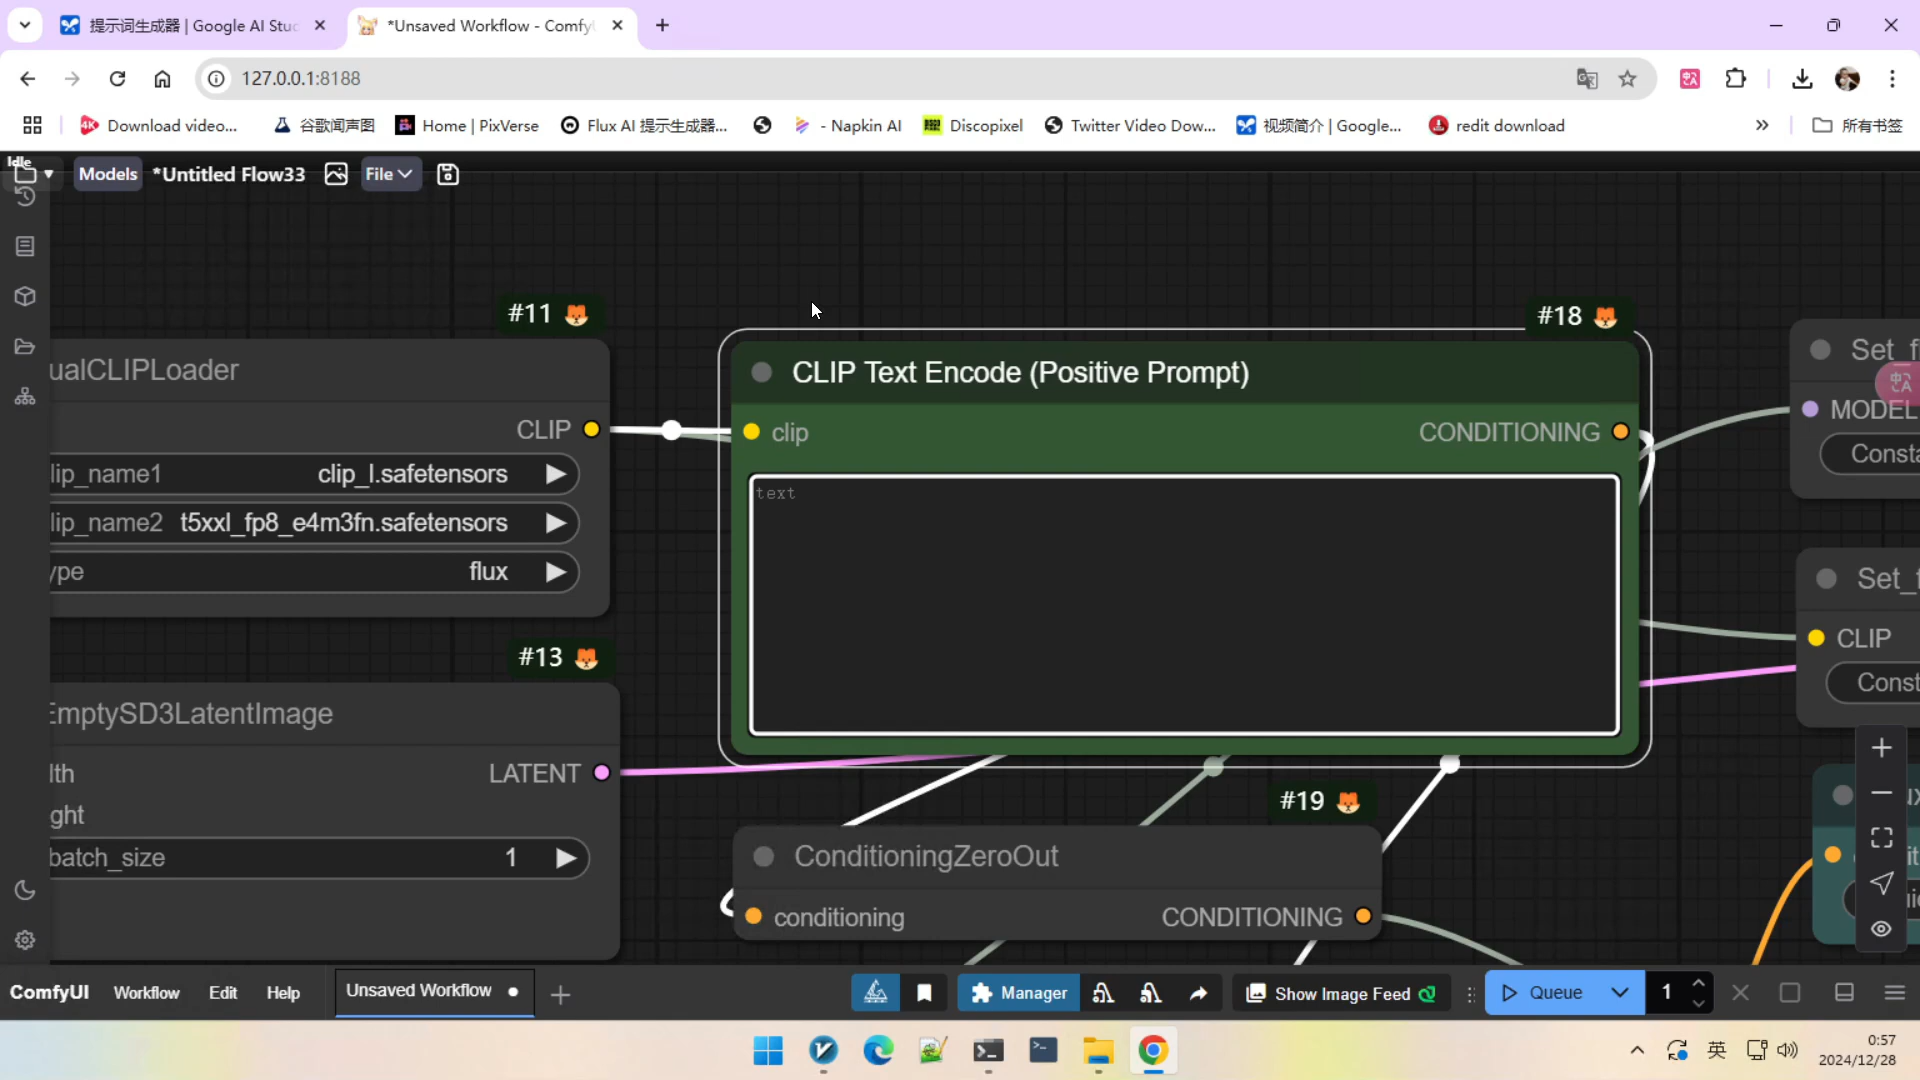 提示词生成器 | Google AI Stu
*Unsaved Workflow - Comfy
127.0.0.1:8188
Download video...
谷歌闻声图
Home | PixVerse
Flux AI 提示生成器...
- Napkin AI
Discopixel
Twitter Video Dow...
视频简介 | Google...
redit download
所有书签
Idle
Models
*Untitled Flow33
File
#11
ualCLIPLoader
CLIP
lip_name1
clip_l.safetensors
lip_name2
t5xxl_fp8_e4m3fn.safetensors
ype
flux
#13
EmptySD3LatentImage
lth
LATENT
ght
batch_size
1
#18
CLIP Text Encode (Positive Prompt)
clip
CONDITIONING
text
#19
ConditioningZeroOut
conditioning
CONDITIONING
Set_f
MODEL
Consta
Set_f
CLIP
Const
ComfyUI
Workflow
Edit
Help
Unsaved Workflow
Manager
Show Image Feed
Queue
1
英
0:57
2024/12/28